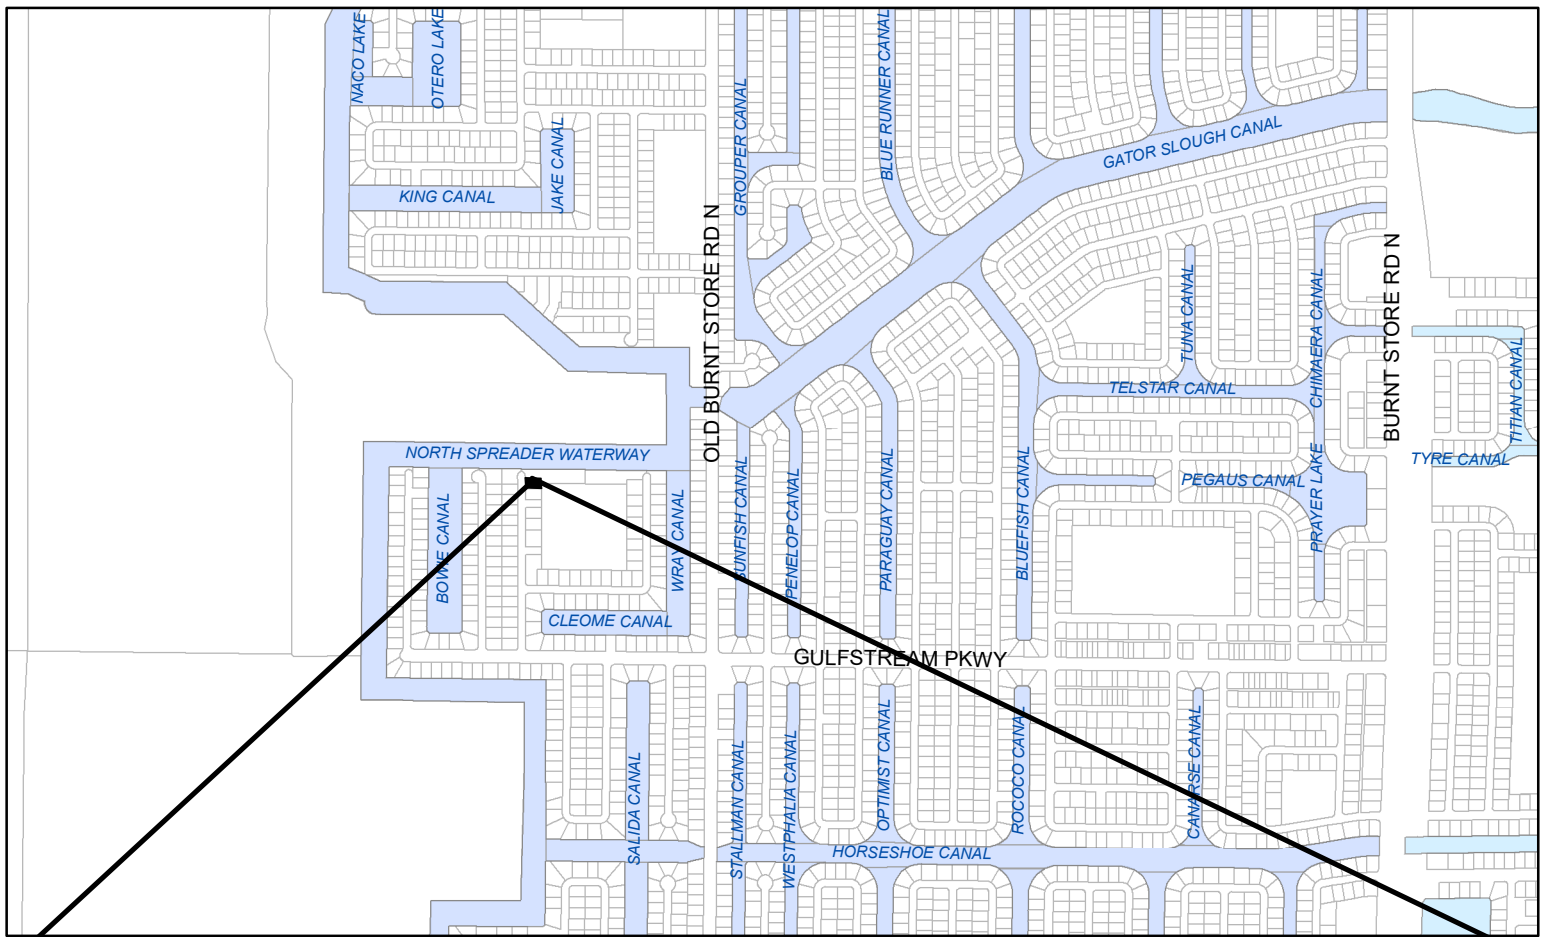 NACO LAKE
OTERO LAKE
BLUE RUNNER CANAL
GROUPER CANAL
JAKE CANAL
GATOR SLOUGH CANAL
KING CANAL
OLD BURNT STORE RD N
BURNT STORE RD N
TUNA CANAL
CHIMAERA CANAL
TITIAN CANAL
TELSTAR CANAL
NORTH SPREADER WATERWAY
TYRE CANAL
PEGAUS CANAL
PRAYER LAKE
BOWIE CANAL
WRAY CANAL
SUNFISH CANAL
PENELOP CANAL
PARAGUAY CANAL
BLUEFISH CANAL
CLEOME CANAL
GULFSTREAM PKWY
SALIDA CANAL
STALLMAN CANAL
WESTPHALIA CANAL
OPTIMIST CANAL
ROCOCO CANAL
CANARSE CANAL
HORSESHOE CANAL